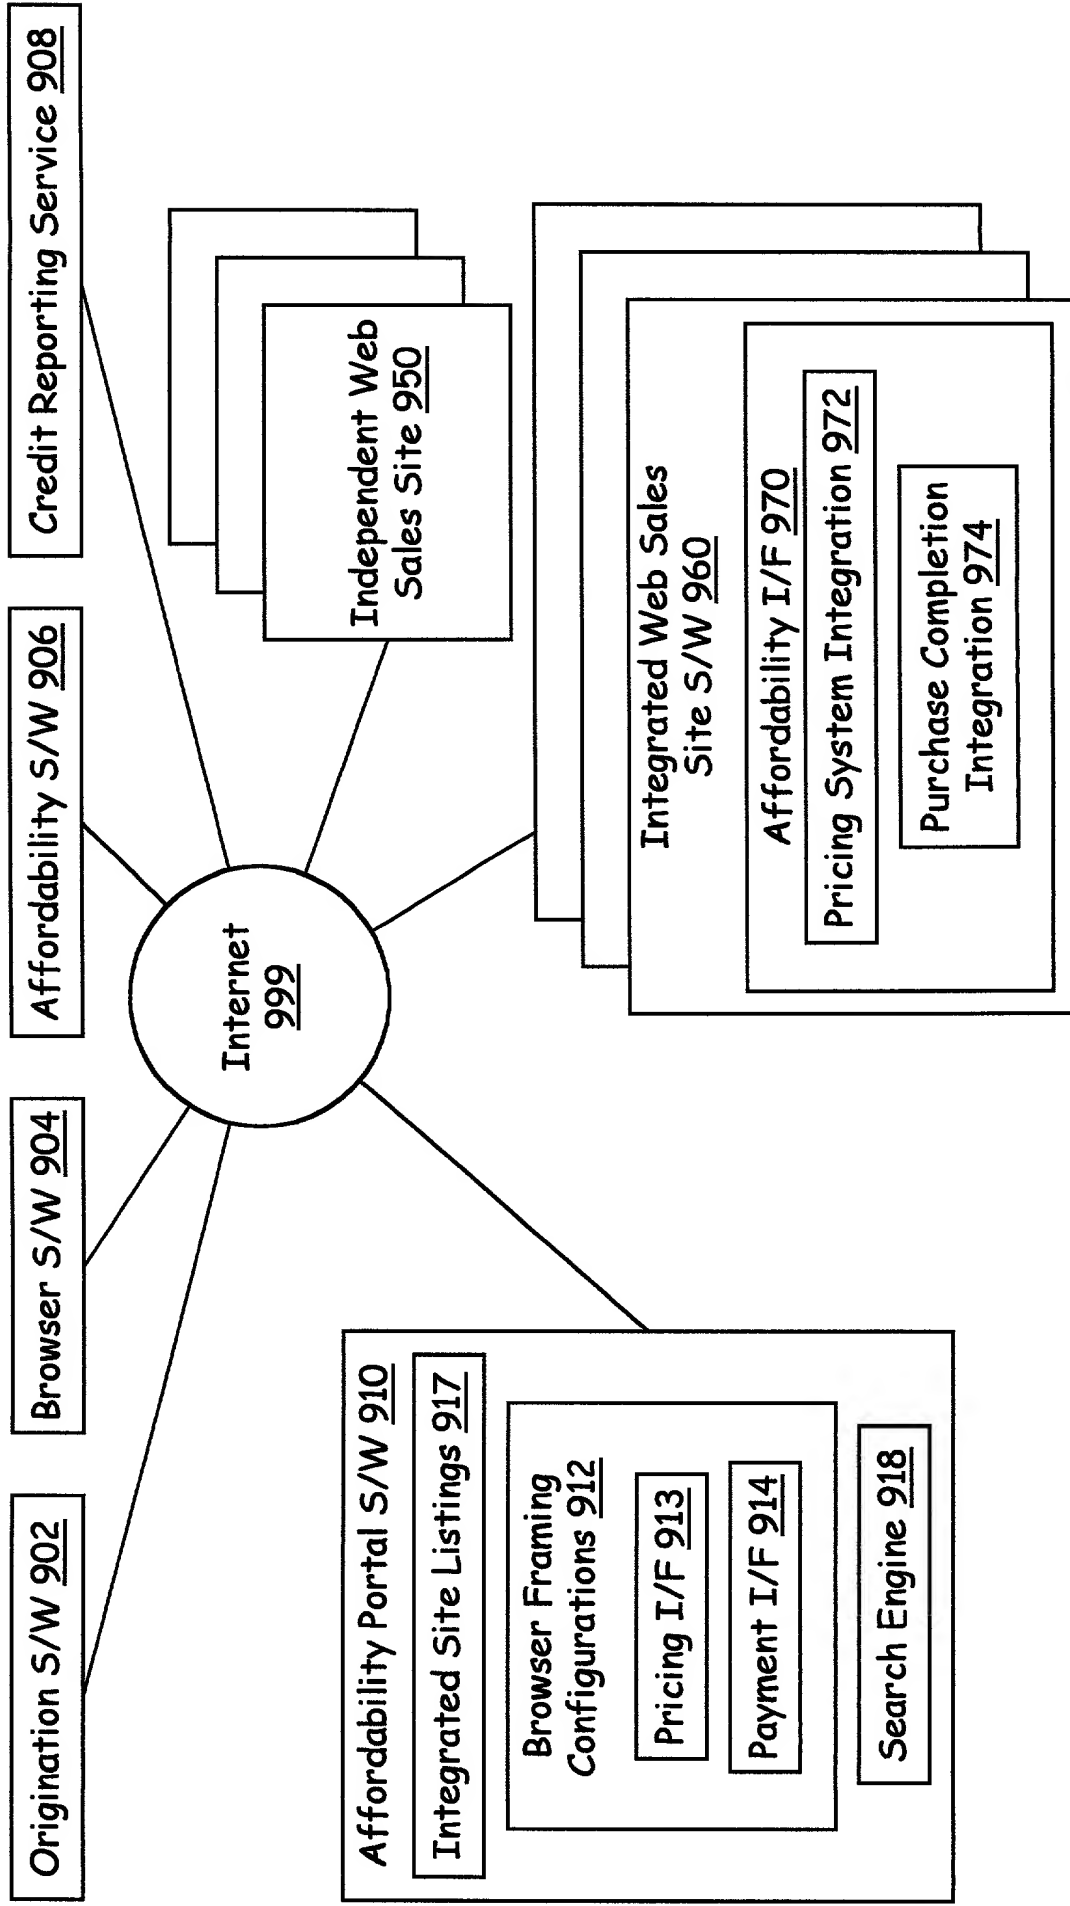 Origination S/W 902
Browser S/W 904
Affordability S/W 906
Credit Reporting Service 908
Internet
999
Independent Web
Sales Site 950
Affordability Portal S/W 910
Integrated Site Listings 917
Browser Framing
Configurations 912
Pricing I/F 913
Payment I/F 914
Search Engine 918
Integrated Web Sales
Site S/W 960
Affordability I/F 970
Pricing System Integration 972
Purchase Completion
Integration 974